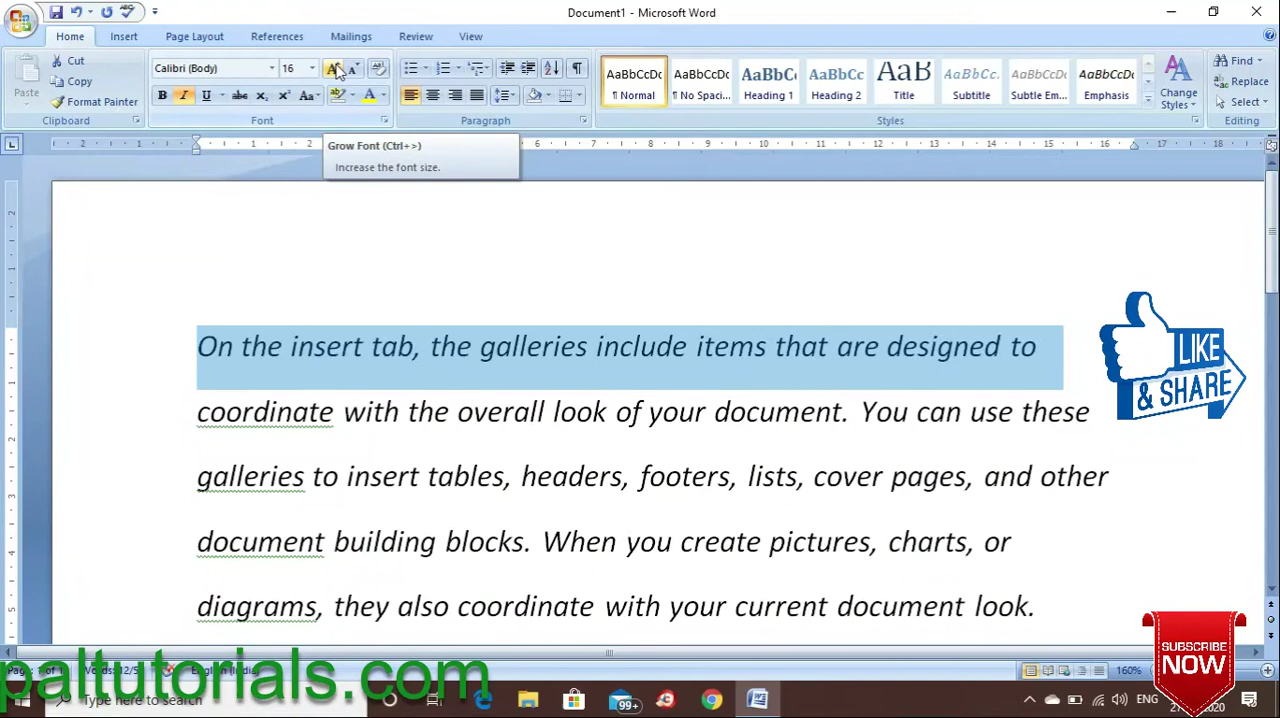 Document1 - Microsoft Word
Home Insert Page Layout References Mailings Review View
Paste Cut Copy Format Painter
Clipboard
Calibri (Body) 16
Font
Paragraph
AaBbCcDc AaBbCcDc AaBbCc AaBbCc AaB AaBbCc. AaBbCcDc AaBbCcDc
¶ Normal ¶ No Spaci... Heading 1 Heading 2 Title Subtitle Subtle Em... Emphasis
Change Styles
Styles
Find
Replace
Select
Editing
Grow Font (Ctrl+>)
Increase the font size.
On the insert tab, the galleries include items that are designed to
coordinate with the overall look of your document. You can use these
galleries to insert tables, headers, footers, lists, cover pages, and other
document building blocks. When you create pictures, charts, or
diagrams, they also coordinate with your current document look.
LIKE
& SHARE
SUBSCRIBE
NOW
paltutorials.com
160%
Type here to search
99+
ENG